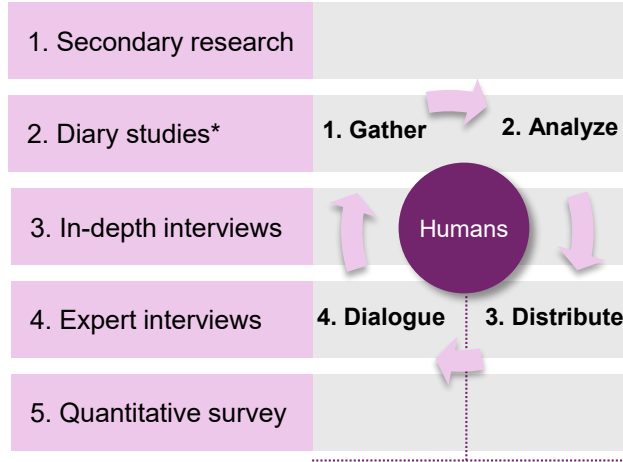 1. Secondary research
2. Diary studies*
1. Gather
2. Analyze
3. In-depth interviews
Humans
4. Expert interviews
4. Dialogue
3. Distribute
5. Quantitative survey